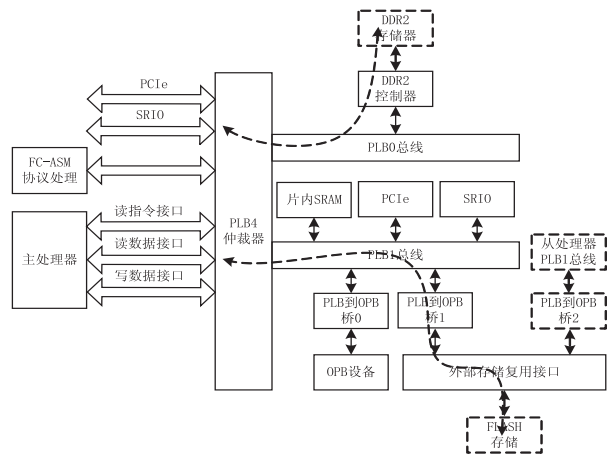 DDR2
存储器
PCIe
DDR2
控制器
SRIO
PLB0总线
FC-ASM
协议处理
片内SRAM
PCIe
SRIO
读指令接口
主处理器
读数据接口
写数据接口
PLB4
仲裁器
PLB1总线
从处理器
PLB1总线
PLB到OPB
桥0
PLB到OPB
桥1
PLB到OPB
桥2
OPB设备
外部存储复用接口
FLASH
存储